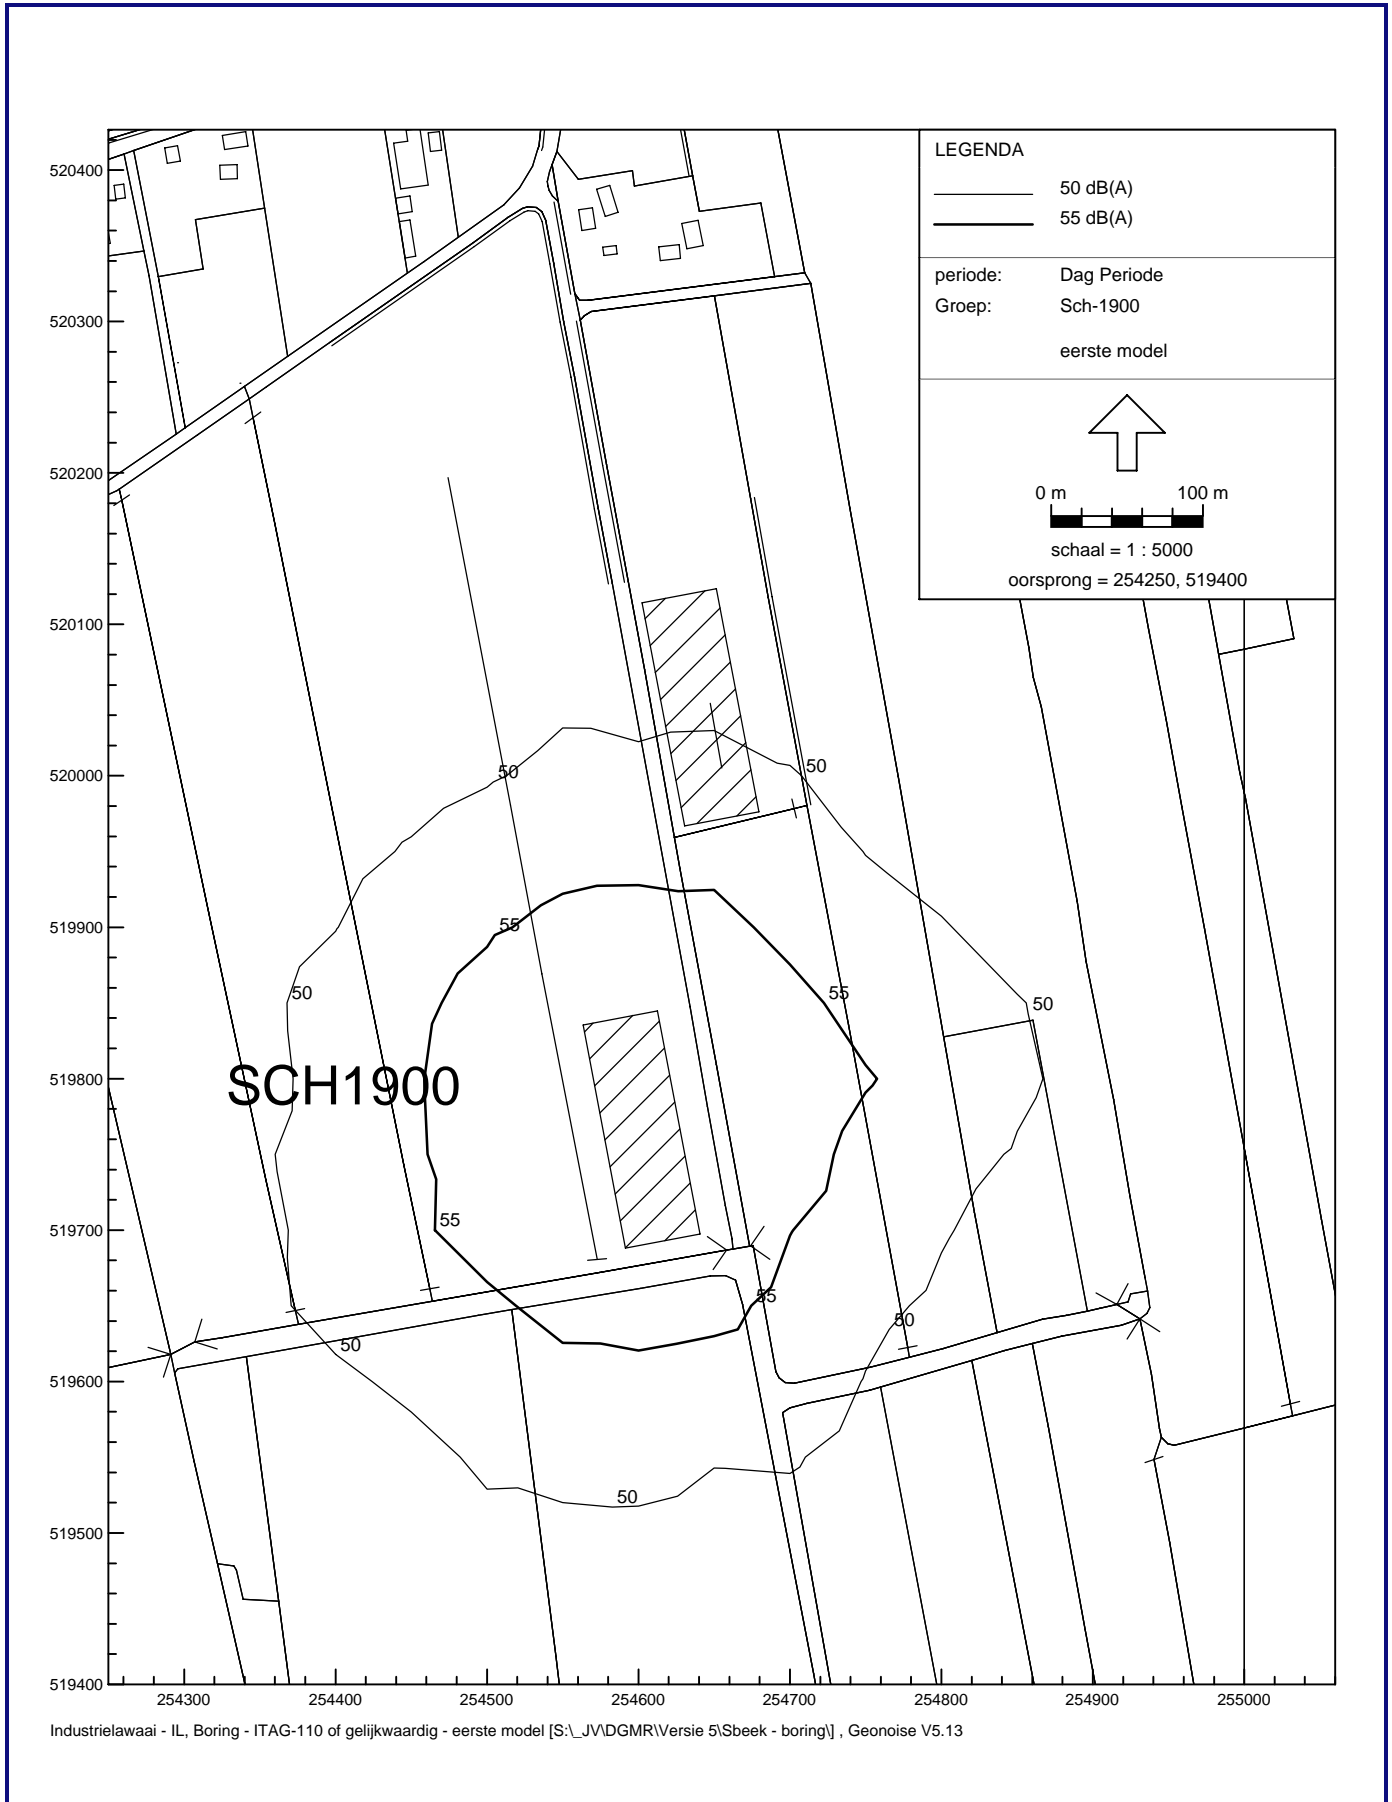 LEGENDA
50 dB(A)
55 dB(A)
periode: Dag Periode
Groep: Sch-1900
eerste model
0 m 100 m
schaal = 1 : 5000
oorsprong = 254250, 519400
520400
520300
520200
520100
520000
519900
519800
519700
519600
519500
519400
50
50
55
50
55
50
SCH1900
55
55
50
50
50
254300 254400 254500 254600 254700 254800 254900 255000
Industrielawaai - IL, Boring - ITAG-110 of gelijkwaardig - eerste model [S:\_JV\DGMR\Versie 5\Sbeek - boring\] , Geonoise V5.13